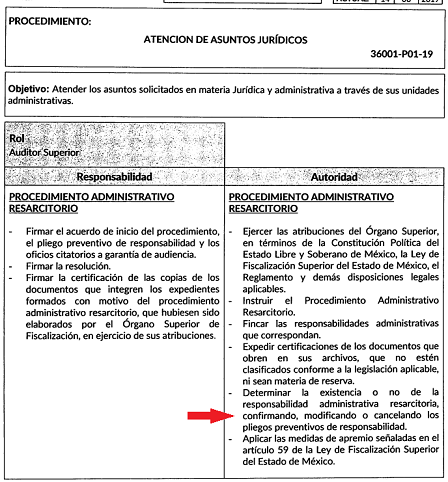 ACTUAL 14 08 2017
PROCEDIMIENTO:
ATENCION DE ASUNTOS JURÍDICOS
36001-P01-19
Objetivo: Atender los asuntos solicitados en materia Jurídica y administrativa a través de sus unidades
administrativas.
Rol
Auditor Superior
Responsabilidad
PROCEDIMIENTO ADMINISTRATIVO
RESARCITORIO
- Firmar el acuerdo de inicio del procedimiento,
el pliego preventivo de responsabilidad y los
oficios citatorios a garantía de audiencia.
- Firmar la resolución.
- Firmar la certificación de las copias de los
documentos que integren los expedientes
formados con motivo del procedimiento
administrativo resarcitorio, que hubiesen sido
elaborados por el Órgano Superior de
Fiscalización, en ejercicio de sus atribuciones.
Autoridad
PROCEDIMIENTO ADMINISTRATIVO
RESARCITORIO
- Ejercer las atribuciones del Órgano Superior,
en términos de la Constitución Política del
Estado Libre y Soberano de México, la Ley de
Fiscalización Superior del Estado de México, el
Reglamento y demás disposiciones legales
aplicables.
- Instruir el Procedimiento Administrativo
Resarcitorio.
- Fincar las responsabilidades administrativas
que correspondan.
- Expedir certificaciones de los documentos que
obren en sus archivos, que no estén
clasificados conforme a la legislación aplicable,
ni sean materia de reserva.
- Determinar la existencia o no de la
responsabilidad administrativa resarcitoria,
confirmando, modificando o cancelando los
pliegos preventivos de responsabilidad.
- Aplicar las medidas de apremio señaladas en el
artículo 59 de la Ley de Fiscalización Superior
del Estado de México.